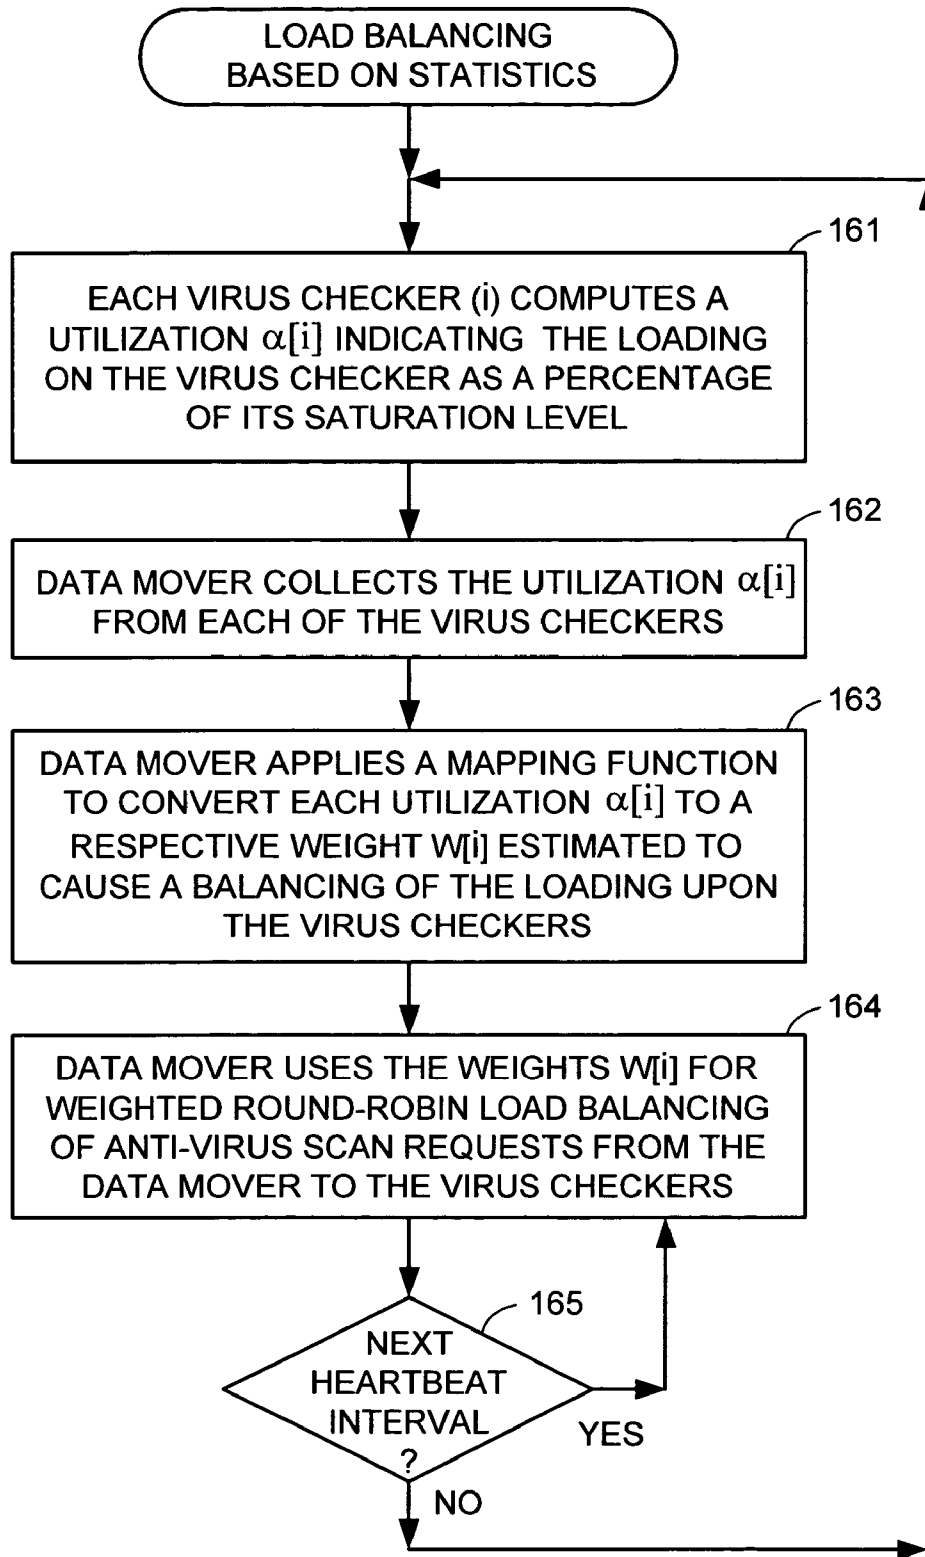 LOAD BALANCING
BASED ON STATISTICS
161
EACH VIRUS CHECKER (i) COMPUTES A
UTILIZATION α[i] INDICATING THE LOADING
ON THE VIRUS CHECKER AS A PERCENTAGE
OF ITS SATURATION LEVEL
162
DATA MOVER COLLECTS THE UTILIZATION α[i]
FROM EACH OF THE VIRUS CHECKERS
163
DATA MOVER APPLIES A MAPPING FUNCTION
TO CONVERT EACH UTILIZATION α[i] TO A
RESPECTIVE WEIGHT W[i] ESTIMATED TO
CAUSE A BALANCING OF THE LOADING UPON
THE VIRUS CHECKERS
164
DATA MOVER USES THE WEIGHTS W[i] FOR
WEIGHTED ROUND-ROBIN LOAD BALANCING
OF ANTI-VIRUS SCAN REQUESTS FROM THE
DATA MOVER TO THE VIRUS CHECKERS
165
NEXT
HEARTBEAT
INTERVAL
?
YES
NO